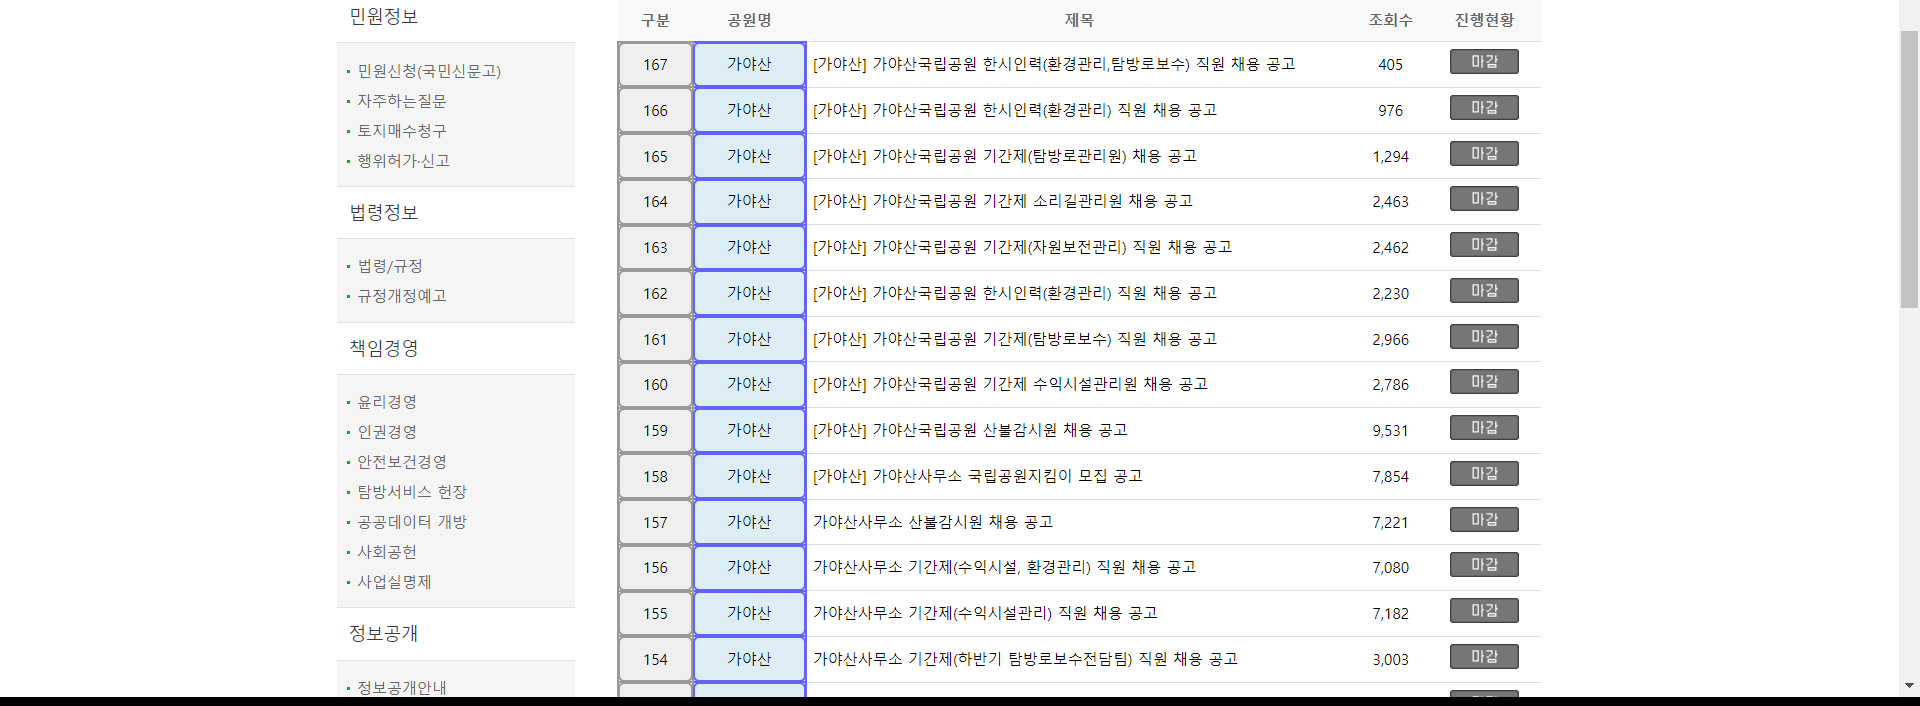 민원정보
민원신청(국민신문고)
자주하는질문
토지매수청구
행위허가·신고
법령정보
법령/규정
규정개정예고
책임경영
윤리경영
인권경영
안전보건경영
탐방서비스 헌장
공공데이터 개방
사회공헌
사업실명제
정보공개
정보공개안내
구분 공원명 제목 조회수 진행현황
167 가야산 [가야산] 가야산국립공원 한시인력(환경관리,탐방로보수) 직원 채용 공고 405 마감
166 가야산 [가야산] 가야산국립공원 한시인력(환경관리) 직원 채용 공고 976 마감
165 가야산 [가야산] 가야산국립공원 기간제(탐방로관리원) 채용 공고 1,294 마감
164 가야산 [가야산] 가야산국립공원 기간제 소리길관리원 채용 공고 2,463 마감
163 가야산 [가야산] 가야산국립공원 기간제(자원보전관리) 직원 채용 공고 2,462 마감
162 가야산 [가야산] 가야산국립공원 한시인력(환경관리) 직원 채용 공고 2,230 마감
161 가야산 [가야산] 가야산국립공원 기간제(탐방로보수) 직원 채용 공고 2,966 마감
160 가야산 [가야산] 가야산국립공원 기간제 수익시설관리원 채용 공고 2,786 마감
159 가야산 [가야산] 가야산국립공원 산불감시원 채용 공고 9,531 마감
158 가야산 [가야산] 가야산사무소 국립공원지킴이 모집 공고 7,854 마감
157 가야산 가야산사무소 산불감시원 채용 공고 7,221 마감
156 가야산 가야산사무소 기간제(수익시설, 환경관리) 직원 채용 공고 7,080 마감
155 가야산 가야산사무소 기간제(수익시설관리) 직원 채용 공고 7,182 마감
154 가야산 가야산사무소 기간제(하반기 탐방로보수전담팀) 직원 채용 공고 3,003 마감